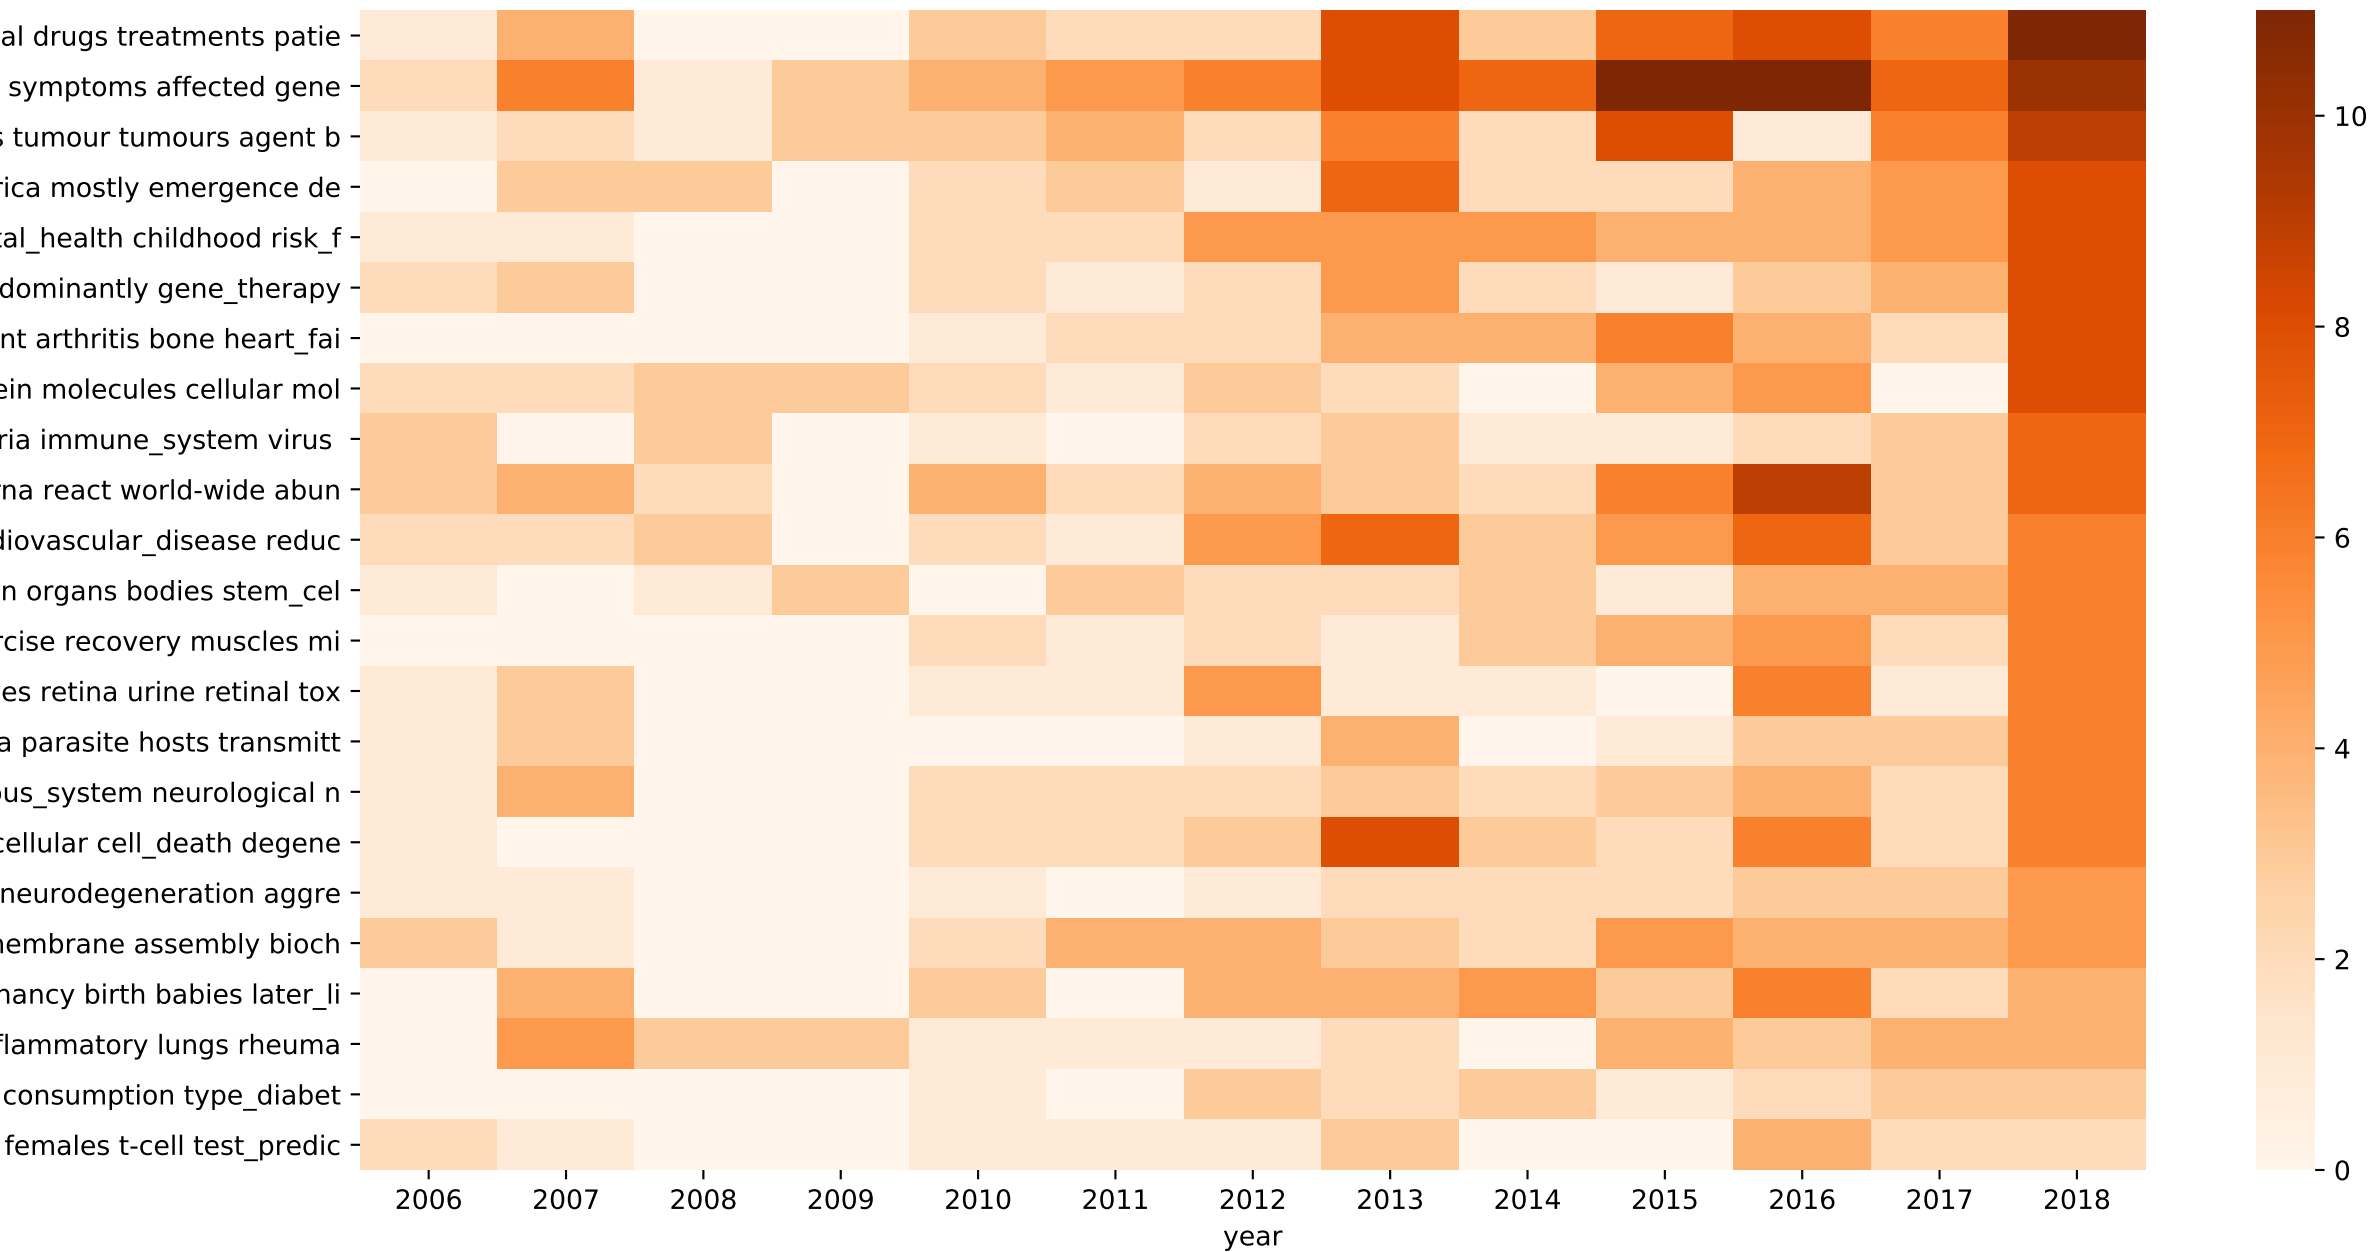 al drugs treatments patie
symptoms affected gene
s tumour tumours agent b
rica mostly emergence de
tal_health childhood risk_f
dominantly gene_therapy
nt arthritis bone heart_fai
ein molecules cellular mol
ria immune_system virus
rna react world-wide abun
diovascular_disease reduc
n organs bodies stem_cel
rcise recovery muscles mi
es retina urine retinal tox
a parasite hosts transmitt
ous_system neurological n
cellular cell_death degene
neurodegeneration aggre
membrane assembly bioch
nancy birth babies later_li
flammatory lungs rheuma
consumption type_diabet
females t-cell test_predic
2006 2007 2008 2009 2010 2011 2012 2013 2014 2015 2016 2017 2018
year
10
8
6
4
2
0